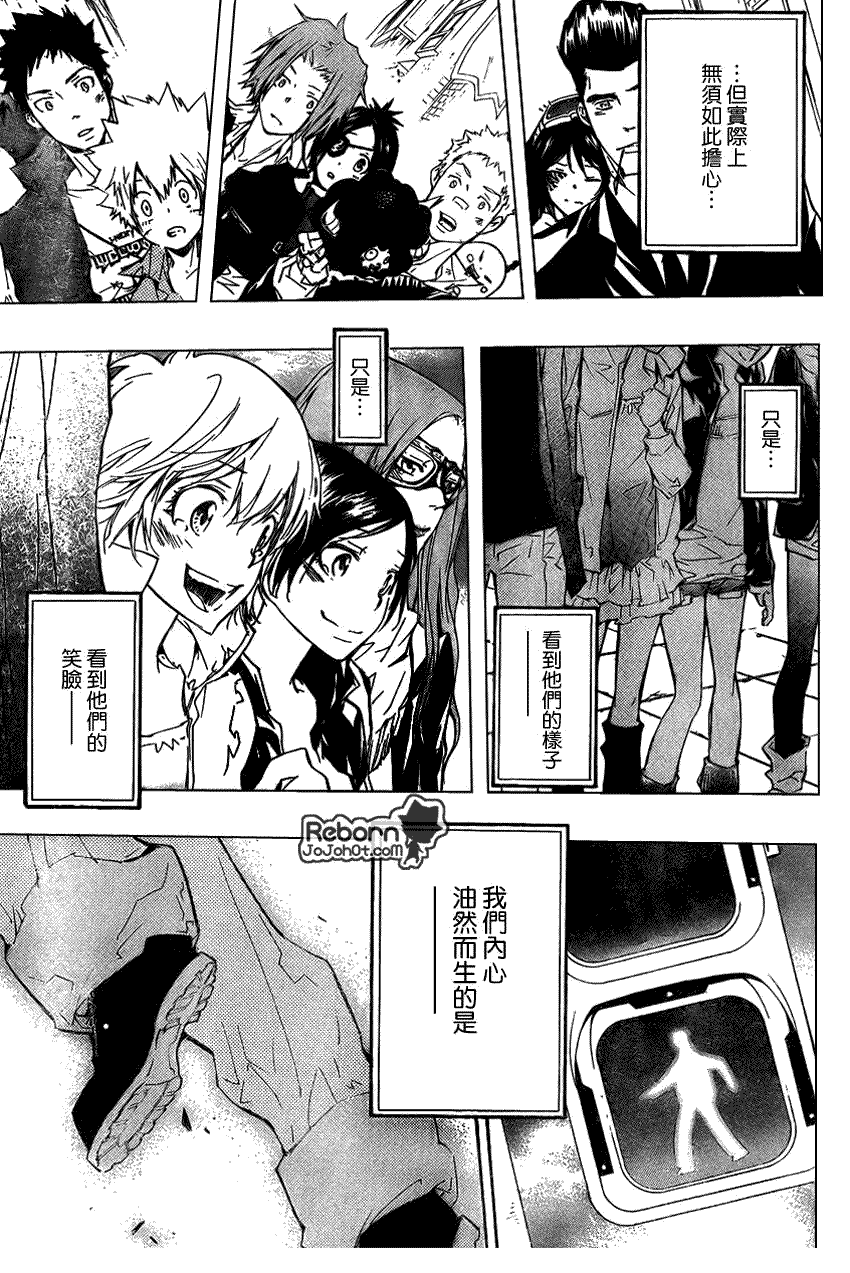 …但實際上
無須如此擔心…
只是…
看到他們的樣子
——
只是…
看到他們的
笑臉——
我們內心
油然而生的是
——
Reborn
JoJohOt.com